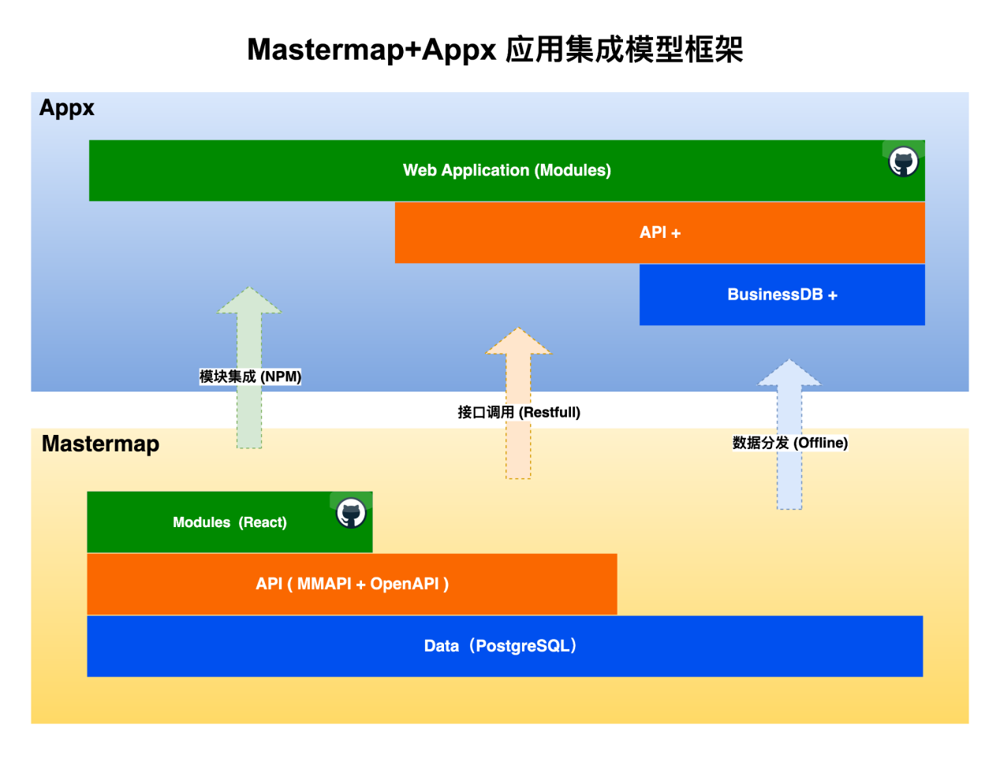 Mastermap+Appx 应用集成模型框架
Appx
Web Application (Modules)
API +
BusinessDB +
模块集成 (NPM)
接口调用 (Restfull)
数据分发 (Offline)
Mastermap
Modules  (React)
API ( MMAPI + OpenAPI )
Data（PostgreSQL）